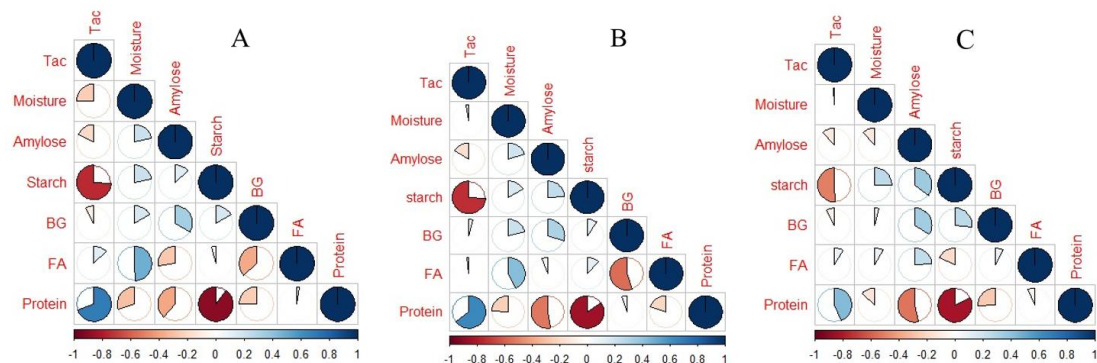 A
Tac
Moisture
Amylose
Starch
BG
FA
Protein
Tac
Moisture
Amylose
Starch
BG
FA
Protein
-1 -0.8 -0.6 -0.4 -0.2 0 0.2 0.4 0.6 0.8 1
B
Tac
Moisture
Amylose
starch
BG
FA
Protein
Tac
Moisture
Amylose
starch
BG
FA
Protein
-1 -0.8 -0.6 -0.4 -0.2 0 0.2 0.4 0.6 0.8 1
C
Tac
Moisture
Amylose
starch
BG
FA
Protein
Tac
Moisture
Amylose
starch
BG
FA
Protein
-1 -0.8 -0.6 -0.4 -0.2 0 0.2 0.4 0.6 0.8 1